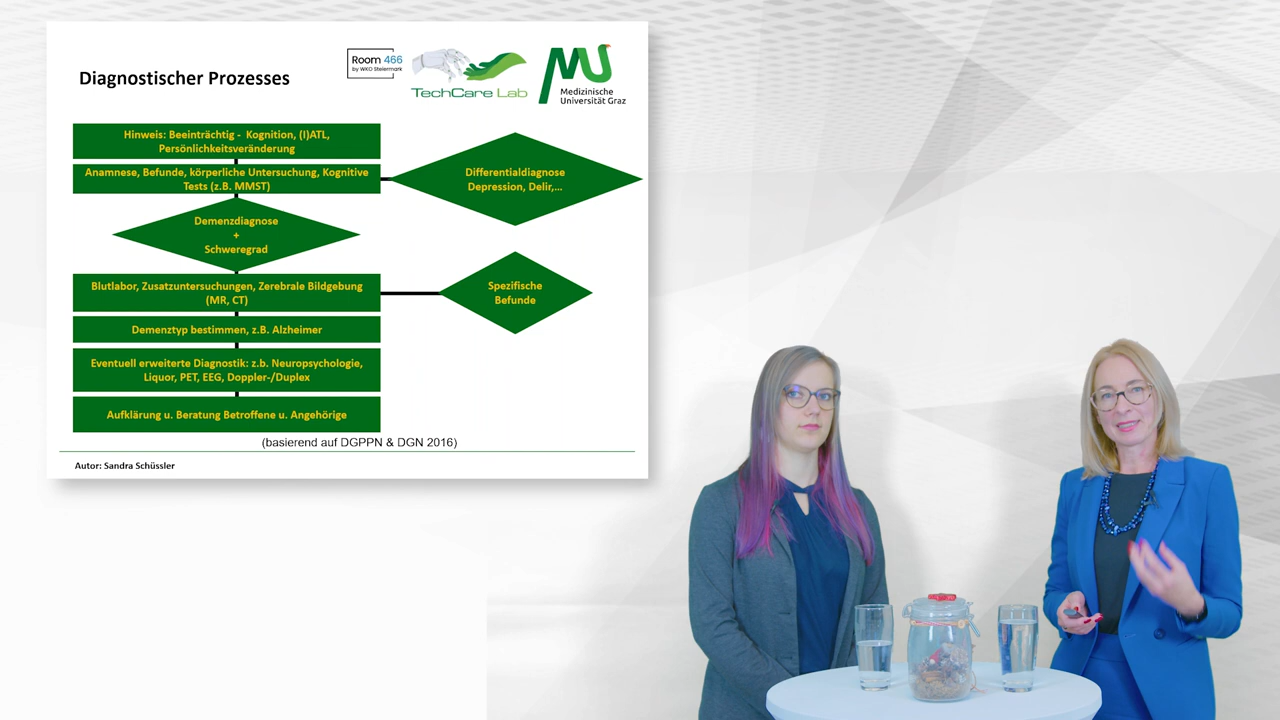 Diagnostischer Prozesses
Room 466
by WKO Steiermark
TechCare Lab
Medizinische
Universität Graz
Hinweis: Beeinträchtig - Kognition, (I)ATL,
Persönlichkeitsveränderung
Anamnese, Befunde, körperliche Untersuchung, Kognitive
Tests (z.B. MMST)
Differentialdiagnose
Depression, Delir,...
Demenzdiagnose
+
Schweregrad
Blutlabor, Zusatzuntersuchungen, Zerebrale Bildgebung
(MR, CT)
Spezifische
Befunde
Demenztyp bestimmen, z.B. Alzheimer
Eventuell erweiterte Diagnostik: z.b. Neuropsychologie,
Liquor, PET, EEG, Doppler-/Duplex
Aufklärung u. Beratung Betroffene u. Angehörige
(basierend auf DGPPN & DGN 2016)
Autor: Sandra Schüssler